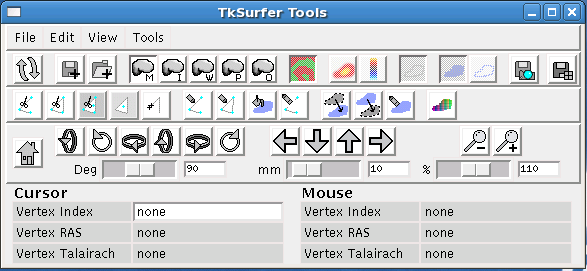 TkSurfer Tools
File Edit View Tools
M I W P O
Deg 90 mm 10 % 110
Cursor Mouse
Vertex Index none Vertex Index none
Vertex RAS none Vertex RAS none
Vertex Talairach none Vertex Talairach none